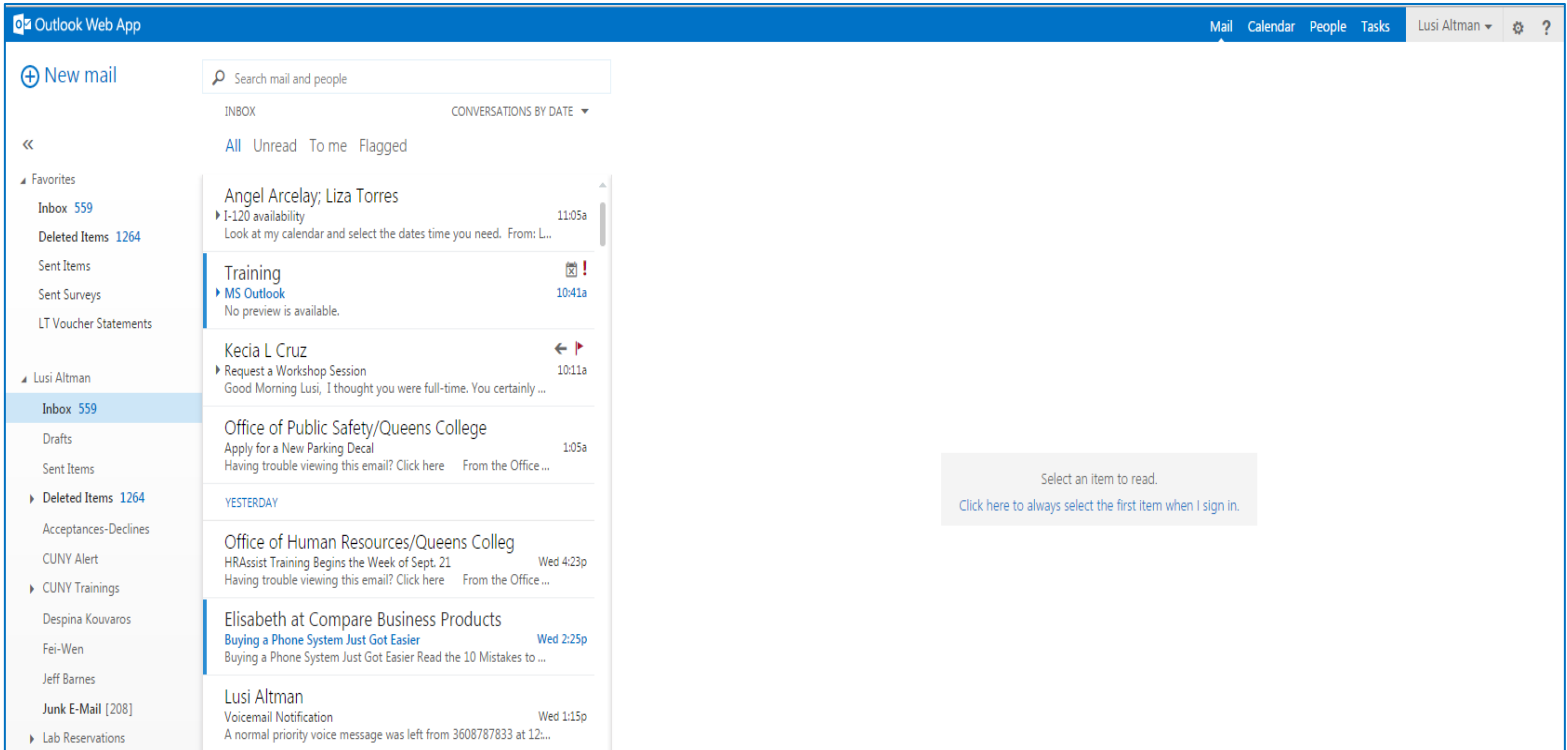 Outlook Web App
Mail Calendar People Tasks Lusi Altman ?
New mail
Search mail and people
INBOX CONVERSATIONS BY DATE
All Unread To me Flagged
Favorites
Inbox 559
Deleted Items 1264
Sent Items
Sent Surveys
LT Voucher Statements
Lusi Altman
Inbox 559
Drafts
Sent Items
Deleted Items 1264
Acceptances-Declines
CUNY Alert
CUNY Trainings
Despina Kouvaros
Fei-Wen
Jeff Barnes
Junk E-Mail [208]
Lab Reservations
Angel Arcelay; Liza Torres
I-120 availability 11:05a
Look at my calendar and select the dates time you need. From: L...
Training
MS Outlook 10:41a
No preview is available.
Kecia L Cruz
Request a Workshop Session 10:11a
Good Morning Lusi, I thought you were full-time. You certainly ...
Office of Public Safety/Queens College
Apply for a New Parking Decal 1:05a
Having trouble viewing this email? Click here From the Office ...
YESTERDAY
Office of Human Resources/Queens Colleg
HRAssist Training Begins the Week of Sept. 21 Wed 4:23p
Having trouble viewing this email? Click here From the Office ...
Elisabeth at Compare Business Products
Buying a Phone System Just Got Easier Wed 2:25p
Buying a Phone System Just Got Easier Read the 10 Mistakes to ...
Lusi Altman
Voicemail Notification Wed 1:15p
A normal priority voice message was left from 3608787833 at 12:...
Select an item to read.
Click here to always select the first item when I sign in.